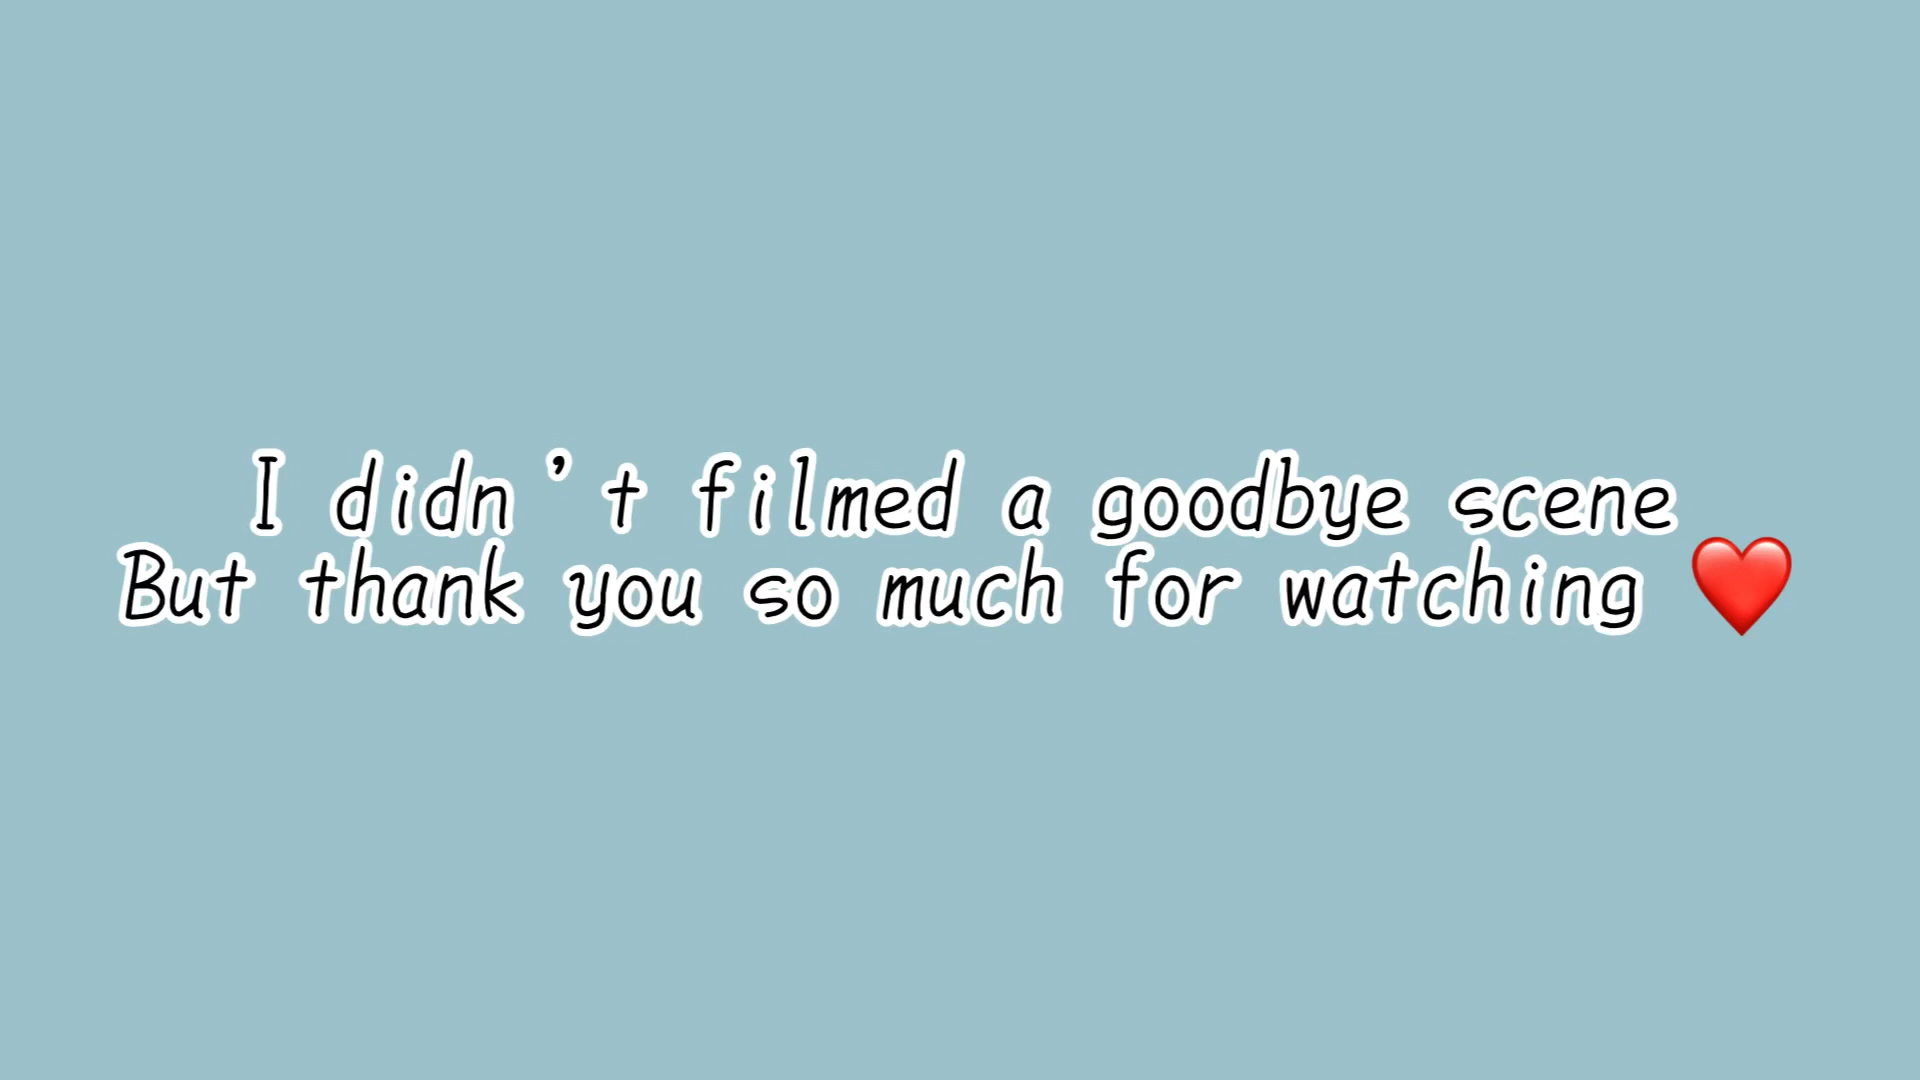 I didn’t filmed a goodbye scene
But thank you so much for watching ❤️